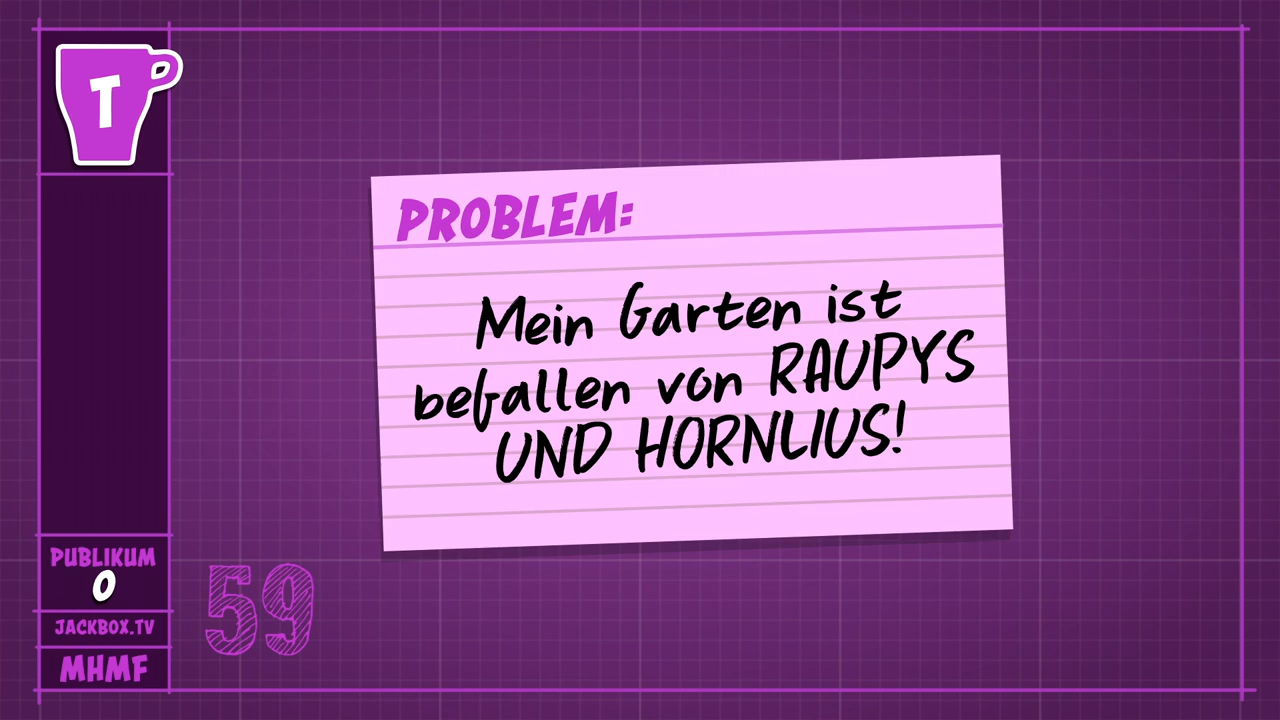 T
PROBLEM:
Mein Garten ist
befallen von RAUPYS
UND HORNLIUS!
PUBLIKUM
0
JACKBOX.TV
MHMF
59